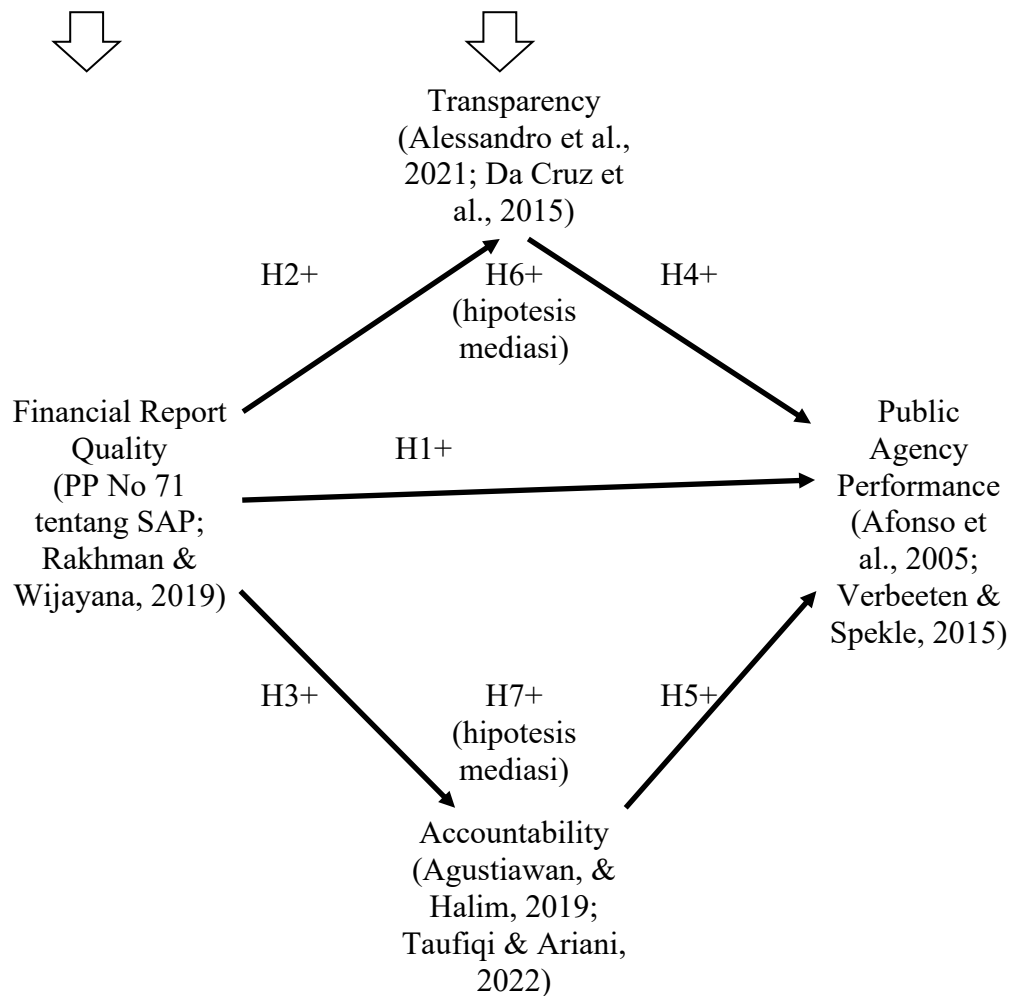 Transparency
(Alessandro et al.,
2021; Da Cruz et
al., 2015)
H2+
H6+
(hipotesis
mediasi)
H4+
Financial Report
Quality
(PP No 71
tentang SAP;
Rakhman &
Wijayana, 2019)
H1+
Public
Agency
Performance
(Afonso et
al., 2005;
Verbeeten &
Spekle, 2015)
H3+
H7+
(hipotesis
mediasi)
H5+
Accountability
(Agustiawan, &
Halim, 2019;
Taufiqi & Ariani,
2022)